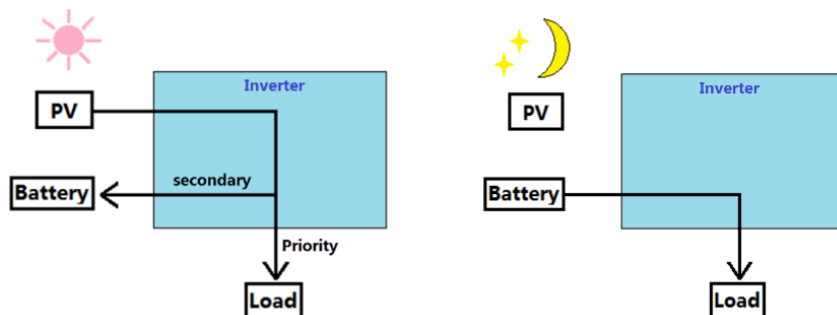 Inverter
PV
secondary
Battery
Priority
Load
Inverter
PV
Battery
Load